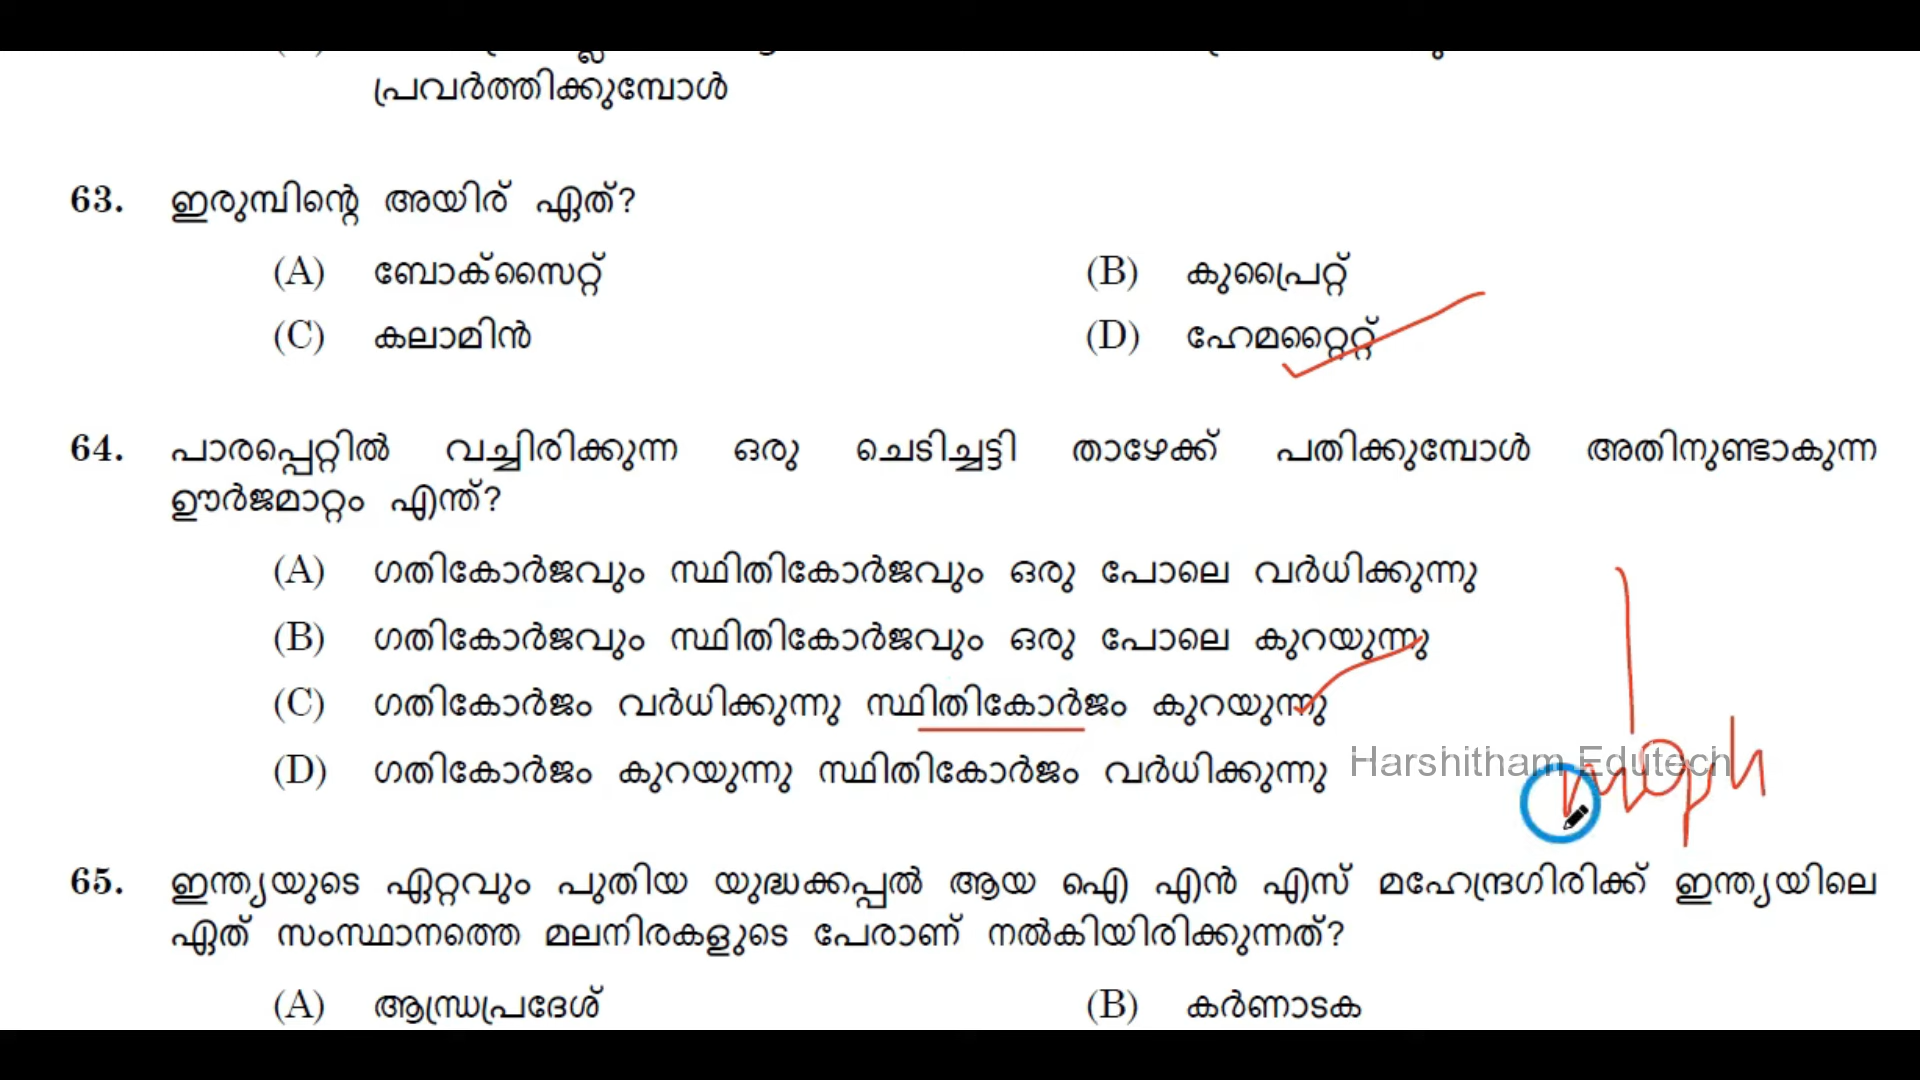 പ്രവർത്തിക്കുമ്പോൾ
63. ഇരുമ്പിന്റെ അയിര് ഏത്?
(A) ബോക്സൈറ്റ് (B) കുപ്രൈറ്റ്
(C) കലാമിൻ (D) ഹേമറ്റൈറ്റ്
64. പാരപ്പെറ്റിൽ വച്ചിരിക്കുന്ന ഒരു ചെടിച്ചട്ടി താഴേക്ക് പതിക്കുമ്പോൾ അതിനുണ്ടാകുന്ന
ഊർജമാറ്റം എന്ത്?
(A) ഗതികോർജവും സ്ഥിതികോർജവും ഒരു പോലെ വർധിക്കുന്നു
(B) ഗതികോർജവും സ്ഥിതികോർജവും ഒരു പോലെ കുറയുന്നു
(C) ഗതികോർജം വർധിക്കുന്നു സ്ഥിതികോർജം കുറയുന്നു
(D) ഗതികോർജം കുറയുന്നു സ്ഥിതികോർജം വർധിക്കുന്നു
Harshitham Edutech
65. ഇന്ത്യയുടെ ഏറ്റവും പുതിയ യുദ്ധക്കപ്പൽ ആയ ഐ എൻ എസ് മഹേന്ദ്രഗിരിക്ക് ഇന്ത്യയിലെ
ഏത് സംസ്ഥാനത്തെ മലനിരകളുടെ പേരാണ് നൽകിയിരിക്കുന്നത്?
(A) ആന്ധ്രപ്രദേശ് (B) കർണാടക